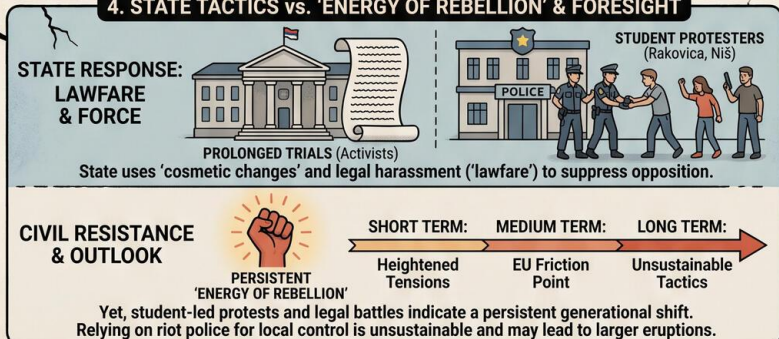 4. STATE TACTICS vs. 'ENERGY OF REBELLION' & FORESIGHT
STATE RESPONSE:
LAWFARE
& FORCE
PROLONGED TRIALS (Activists)
POLICE
STUDENT PROTESTERS
(Rakovica, Niš)
State uses 'cosmetic changes' and legal harassment ('lawfare') to suppress opposition.
CIVIL RESISTANCE
& OUTLOOK
PERSISTENT
'ENERGY OF REBELLION'
SHORT TERM:
Heightened
Tensions
MEDIUM TERM:
EU Friction
Point
LONG TERM:
Unsustainable
Tactics
Yet, student-led protests and legal battles indicate a persistent generational shift.
Relying on riot police for local control is unsustainable and may lead to larger eruptions.